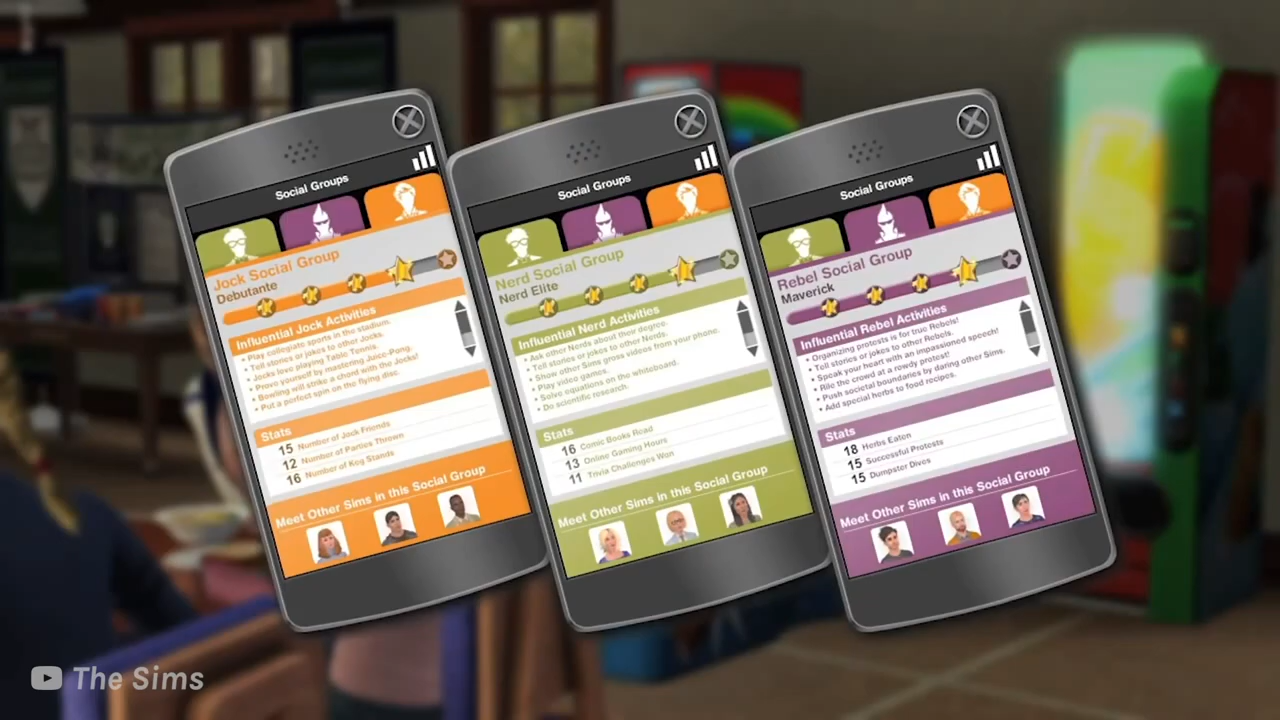 Social Groups
Jock Social Group
Debutante
Influential Jock Activities
• Play collegiate sports in the stadium.
• Tell stories or jokes to other Jocks.
• Jocks love playing Table Tennis.
• Prove yourself by mastering Juice-Pong.
• Bowling will strike a chord with the Jocks!
• Put a perfect spin on the flying disc.
Stats
15 Number of Jock Friends
12 Number of Parties Thrown
16 Number of Keg Stands
Meet Other Sims in this Social Group
Social Groups
Nerd Social Group
Nerd Elite
Influential Nerd Activities
• Ask other Nerds about their degree.
• Tell stories or jokes to other Nerds.
• Show other Sims gross videos from your phone.
• Play video games.
• Solve equations on the whiteboard.
• Do scientific research.
Stats
16 Comic Books Read
13 Online Gaming Hours
11 Trivia Challenges Won
Meet Other Sims in this Social Group
Social Groups
Rebel Social Group
Maverick
Influential Rebel Activities
• Organizing protests is for true Rebels!
• Tell stories or jokes to other Rebels.
• Speak your heart with an impassioned speech!
• Rile the crowd at a rowdy protest!
• Push societal boundaries by daring other Sims.
• Add special herbs to food recipes.
Stats
18 Herbs Eaten
15 Successful Protests
15 Dumpster Dives
Meet Other Sims in this Social Group
The Sims